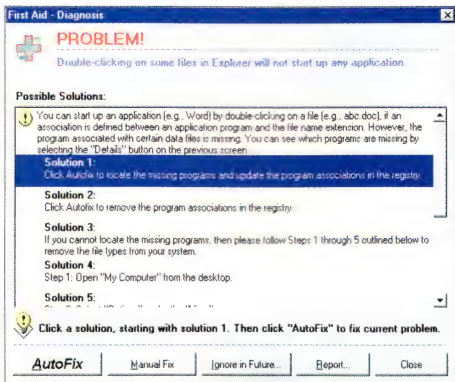 First Aid - Diagnosis
PROBLEM!
Double-clicking on some files in Explorer will not start up any application.
Possible Solutions:
You can start up an application (e.g., Word) by double-clicking on a file (e.g., abc.doc), if an
association is defined between an application program and the file name extension. However, the
program associated with certain data files is missing. You can see which programs are missing by
selecting the "Details" button on the previous screen.
Solution 1:
Click Autofix to locate the missing programs and update the program associations in the registry.
Solution 2:
Click Autofix to remove the program associations in the registry.
Solution 3:
If you cannot locate the missing programs, then please follow Steps 1 through 5 outlined below to
remove the file types from your system.
Solution 4:
Step 1: Open "My Computer" from the desktop.
Solution 5:
Click a solution, starting with solution 1. Then click "AutoFix" to fix current problem.
AutoFix
Manual Fix
Ignore in Future...
Report...
Close